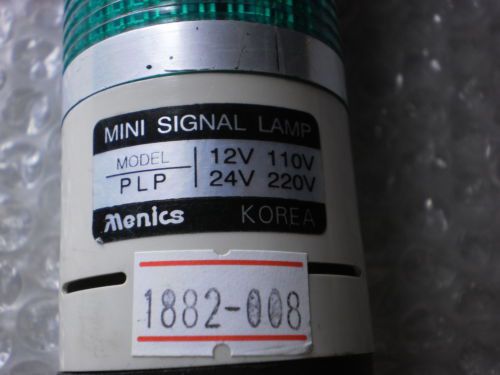 MINI SIGNAL LAMP
MODEL 12V 110V
PLP 24V 220V
Menics KOREA
1882-008